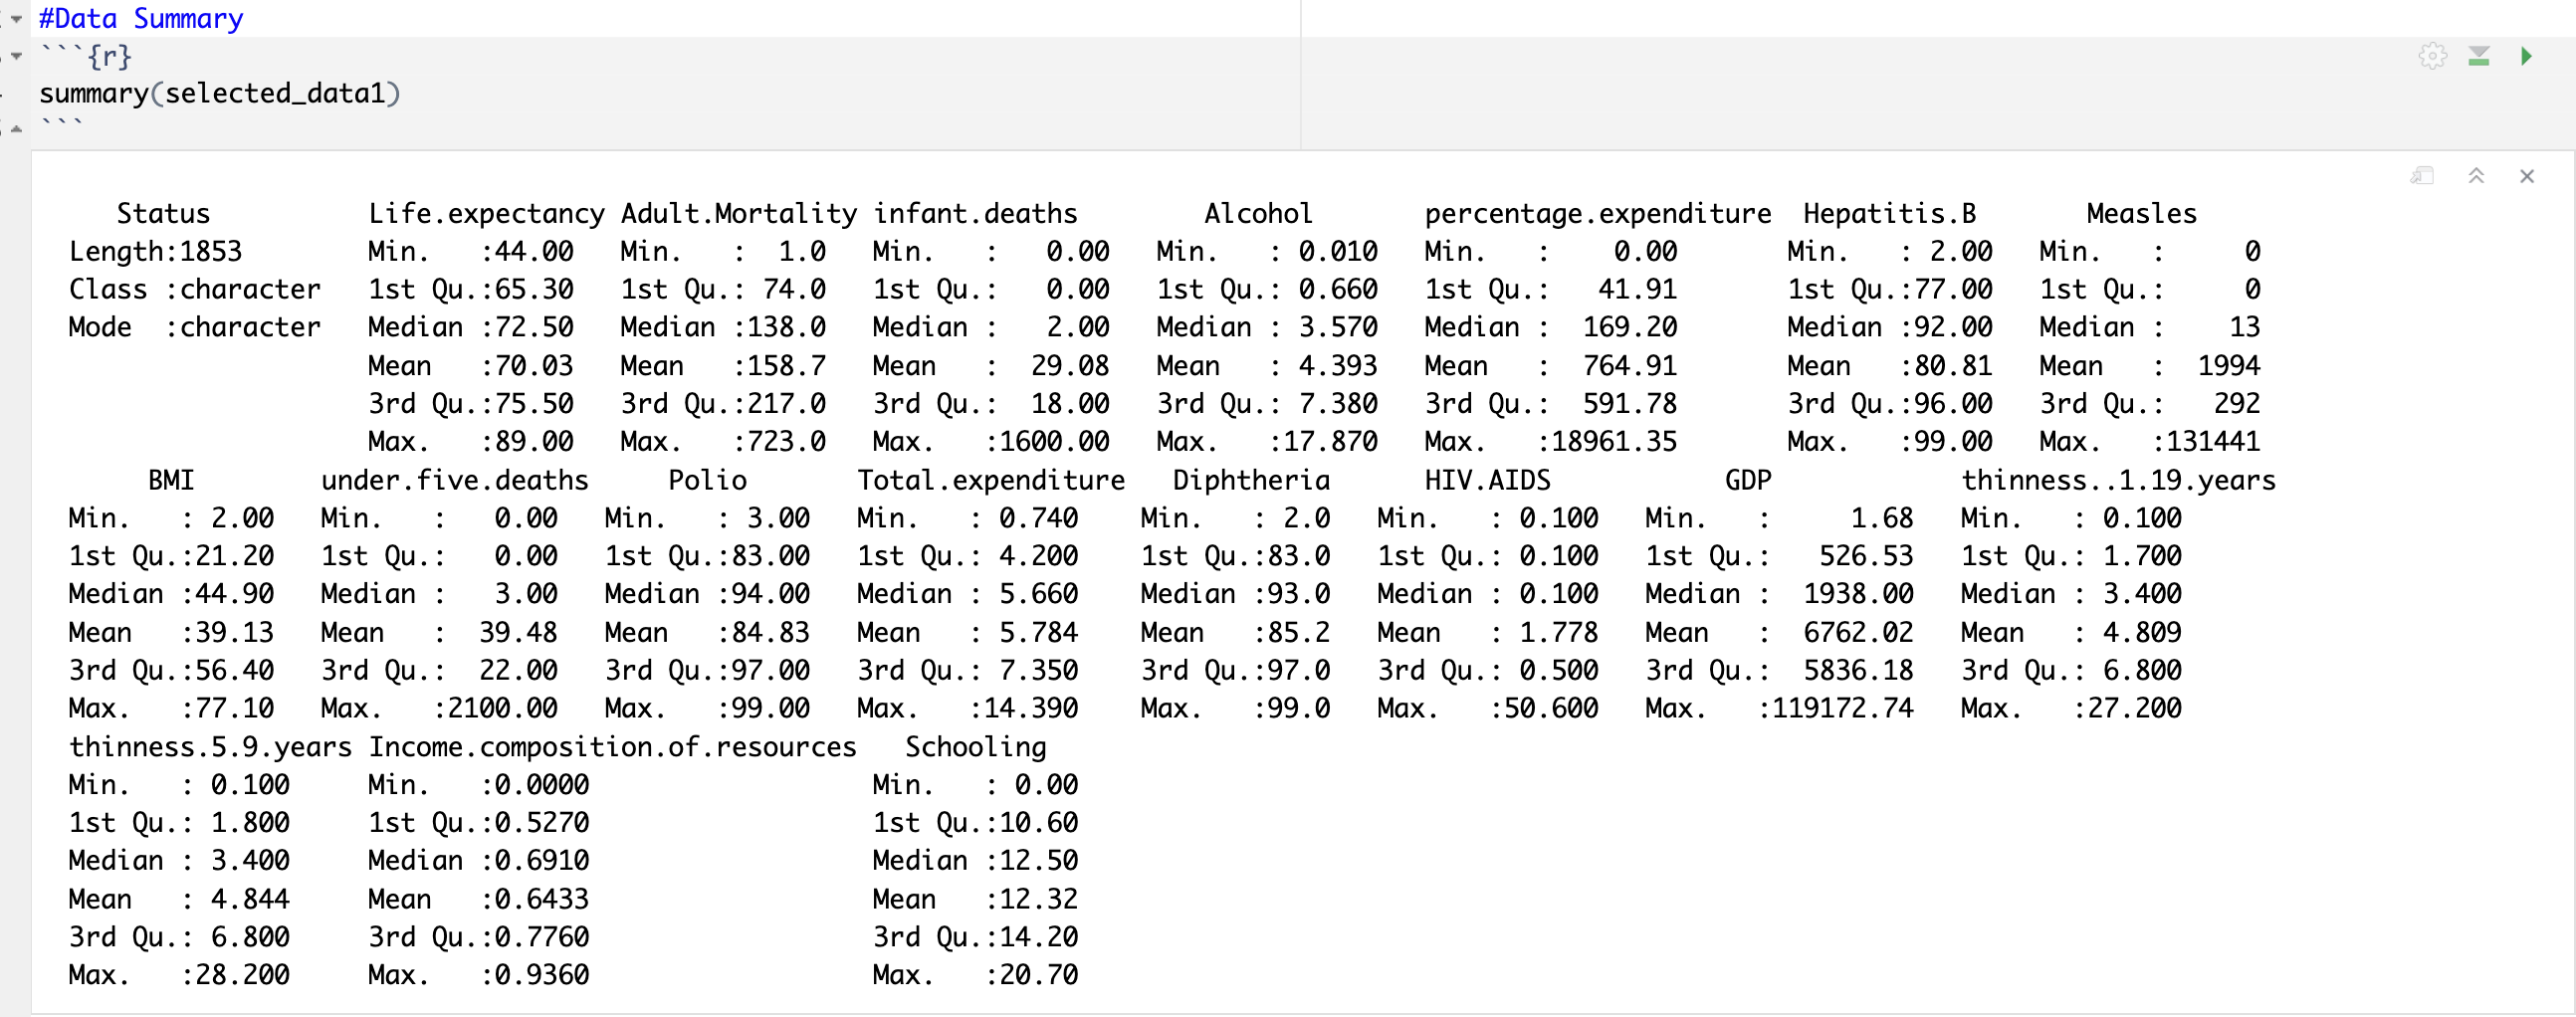 #Data Summary
```{r}
summary(selected_data1)
```
    Status          Life.expectancy Adult.Mortality infant.deaths        Alcohol       percentage.expenditure  Hepatitis.B       Measles
 Length:1853        Min.   :44.00   Min.   :  1.0   Min.   :   0.00   Min.   : 0.010   Min.   :    0.00       Min.   : 2.00   Min.   :     0
 Class :character   1st Qu.:65.30   1st Qu.: 74.0   1st Qu.:   0.00   1st Qu.: 0.660   1st Qu.:   41.91       1st Qu.:77.00   1st Qu.:     0
 Mode  :character   Median :72.50   Median :138.0   Median :   2.00   Median : 3.570   Median :  169.20       Median :92.00   Median :    13
                    Mean   :70.03   Mean   :158.7   Mean   :  29.08   Mean   : 4.393   Mean   :  764.91       Mean   :80.81   Mean   :  1994
                    3rd Qu.:75.50   3rd Qu.:217.0   3rd Qu.:  18.00   3rd Qu.: 7.380   3rd Qu.:  591.78       3rd Qu.:96.00   3rd Qu.:   292
                    Max.   :89.00   Max.   :723.0   Max.   :1600.00   Max.   :17.870   Max.   :18961.35       Max.   :99.00   Max.   :131441
      BMI        under.five.deaths     Polio       Total.expenditure   Diphtheria      HIV.AIDS           GDP            thinness..1.19.years
 Min.   : 2.00   Min.   :   0.00   Min.   : 3.00   Min.   : 0.740    Min.   : 2.0   Min.   : 0.100   Min.   :     1.68   Min.   : 0.100
 1st Qu.:21.20   1st Qu.:   0.00   1st Qu.:83.00   1st Qu.: 4.200    1st Qu.:83.0   1st Qu.: 0.100   1st Qu.:   526.53   1st Qu.: 1.700
 Median :44.90   Median :   3.00   Median :94.00   Median : 5.660    Median :93.0   Median : 0.100   Median :  1938.00   Median : 3.400
 Mean   :39.13   Mean   :  39.48   Mean   :84.83   Mean   : 5.784    Mean   :85.2   Mean   : 1.778   Mean   :  6762.02   Mean   : 4.809
 3rd Qu.:56.40   3rd Qu.:  22.00   3rd Qu.:97.00   3rd Qu.: 7.350    3rd Qu.:97.0   3rd Qu.: 0.500   3rd Qu.:  5836.18   3rd Qu.: 6.800
 Max.   :77.10   Max.   :2100.00   Max.   :99.00   Max.   :14.390    Max.   :99.0   Max.   :50.600   Max.   :119172.74   Max.   :27.200
 thinness.5.9.years Income.composition.of.resources   Schooling
 Min.   : 0.100     Min.   :0.0000                  Min.   : 0.00
 1st Qu.: 1.800     1st Qu.:0.5270                  1st Qu.:10.60
 Median : 3.400     Median :0.6910                  Median :12.50
 Mean   : 4.844     Mean   :0.6433                  Mean   :12.32
 3rd Qu.: 6.800     3rd Qu.:0.7760                  3rd Qu.:14.20
 Max.   :28.200     Max.   :0.9360                  Max.   :20.70